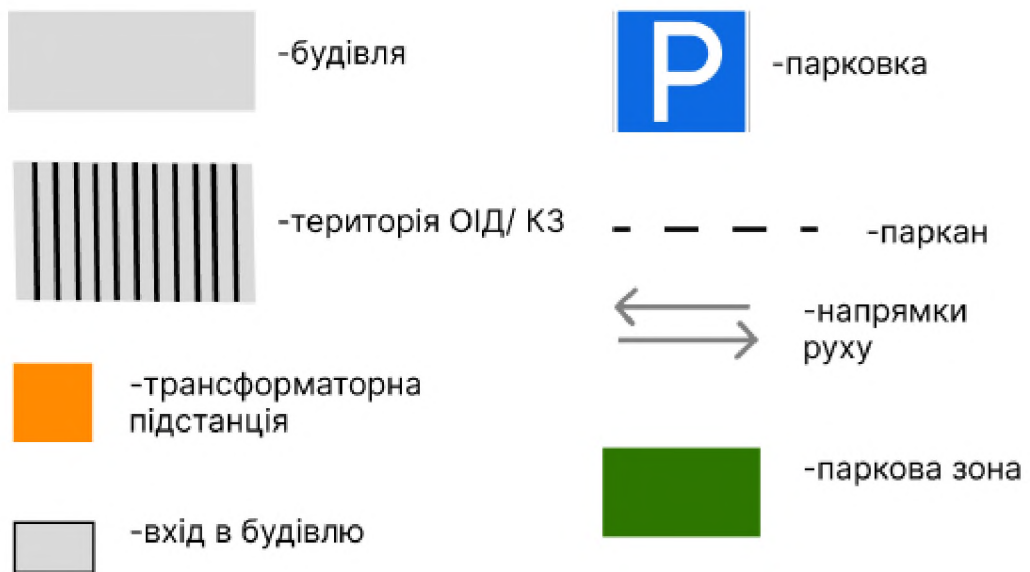 -будівля
-територія ОІД/ КЗ
-трансформаторна
підстанція
-вхід в будівлю
P
-парковка
-паркан
-напрямки
руху
-паркова зона